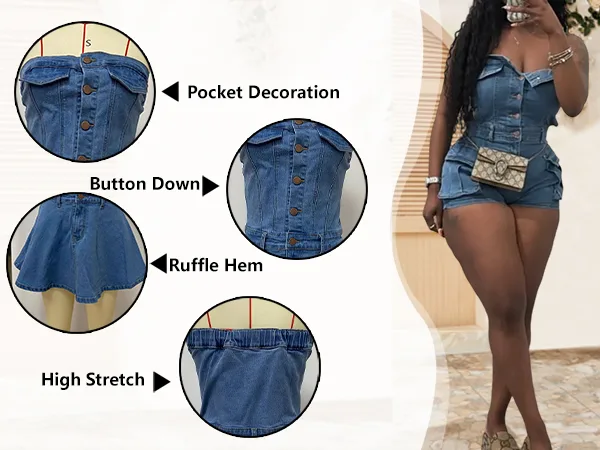 S
Pocket Decoration
Button Down
Ruffle Hem
High Stretch